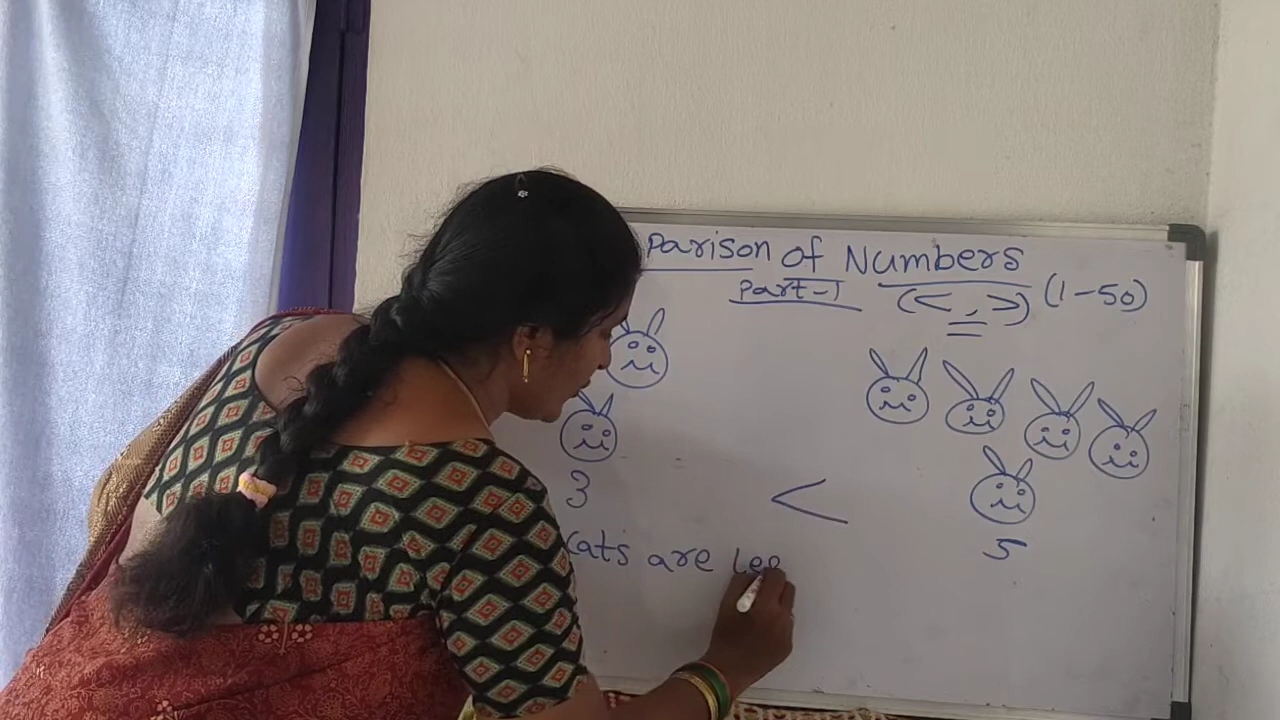 parison of Numbers
Part-1 (<, >) (1-50)
3 < 5
cats are les